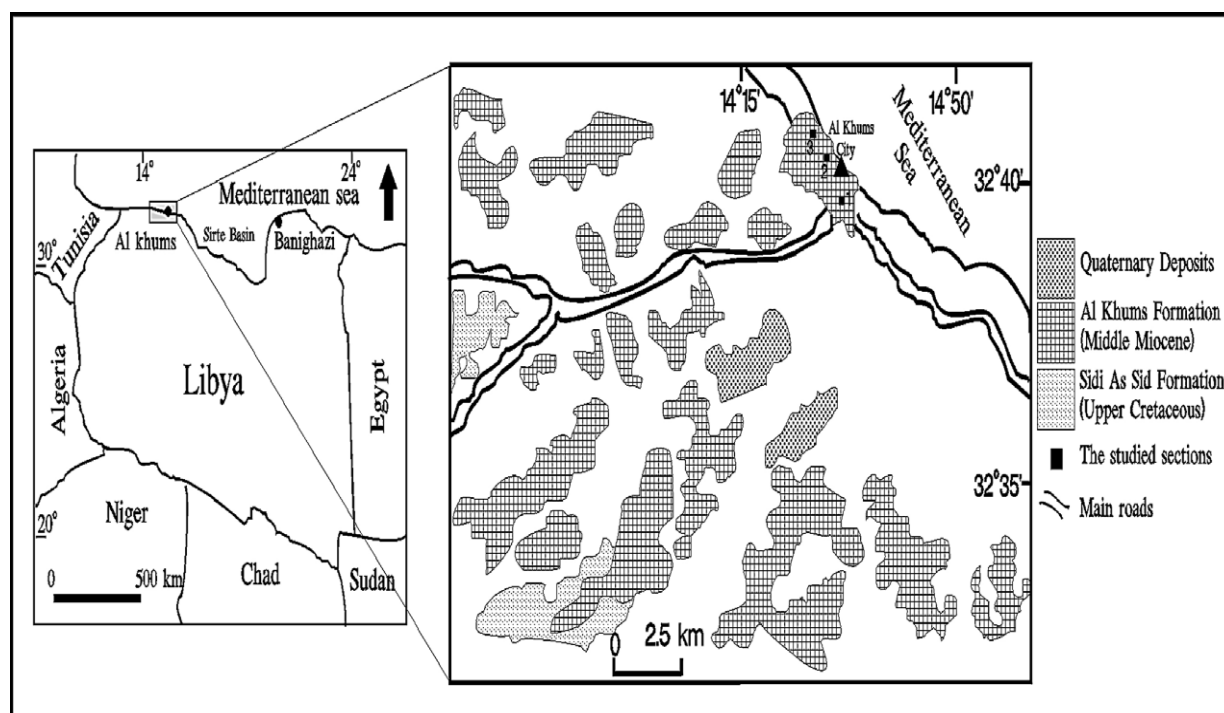 14°
24°
Mediterranean sea
Tunisia
30°
Al khums
Sirte Basin
Banighazi
Algeria
Libya
Egypt
20°
Niger
Chad
Sudan
0
500 km
14°15'
14°50'
Mediterranean
Sea
Al Khums
City
3
2
1
32°40'
32°35'
0
2.5 km
Quaternary Deposits
Al Khums Formation
(Middle Miocene)
Sidi As Sid Formation
(Upper Cretaceous)
The studied sections
Main roads